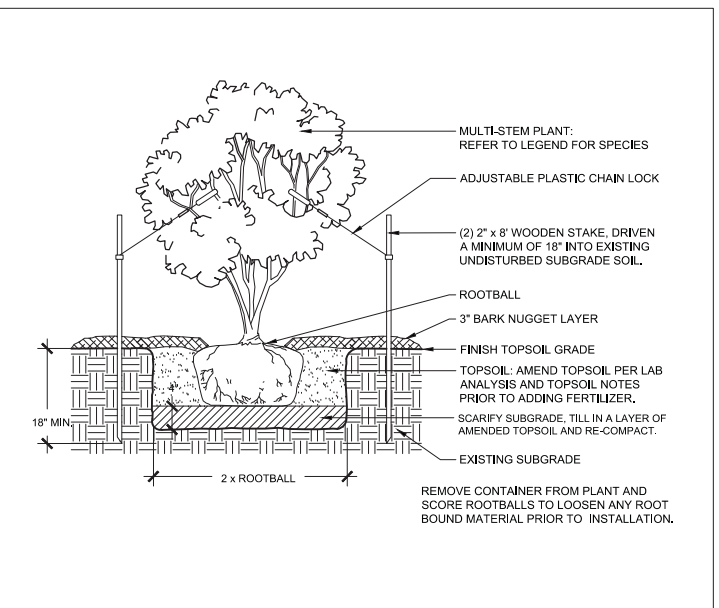 MULTI-STEM PLANT:
REFER TO LEGEND FOR SPECIES
ADJUSTABLE PLASTIC CHAIN LOCK
(2) 2" x 8' WOODEN STAKE, DRIVEN
A MINIMUM OF 18" INTO EXISTING
UNDISTURBED SUBGRADE SOIL.
ROOTBALL
3" BARK NUGGET LAYER
FINISH TOPSOIL GRADE
TOPSOIL: AMEND TOPSOIL PER LAB
ANALYSIS AND TOPSOIL NOTES
PRIOR TO ADDING FERTILIZER.
4"
18" MIN.
SCARIFY SUBGRADE, TILL IN A LAYER OF
AMENDED TOPSOIL AND RE-COMPACT.
EXISTING SUBGRADE
2 x ROOTBALL
REMOVE CONTAINER FROM PLANT AND
SCORE ROOTBALLS TO LOOSEN ANY ROOT
BOUND MATERIAL PRIOR TO INSTALLATION.